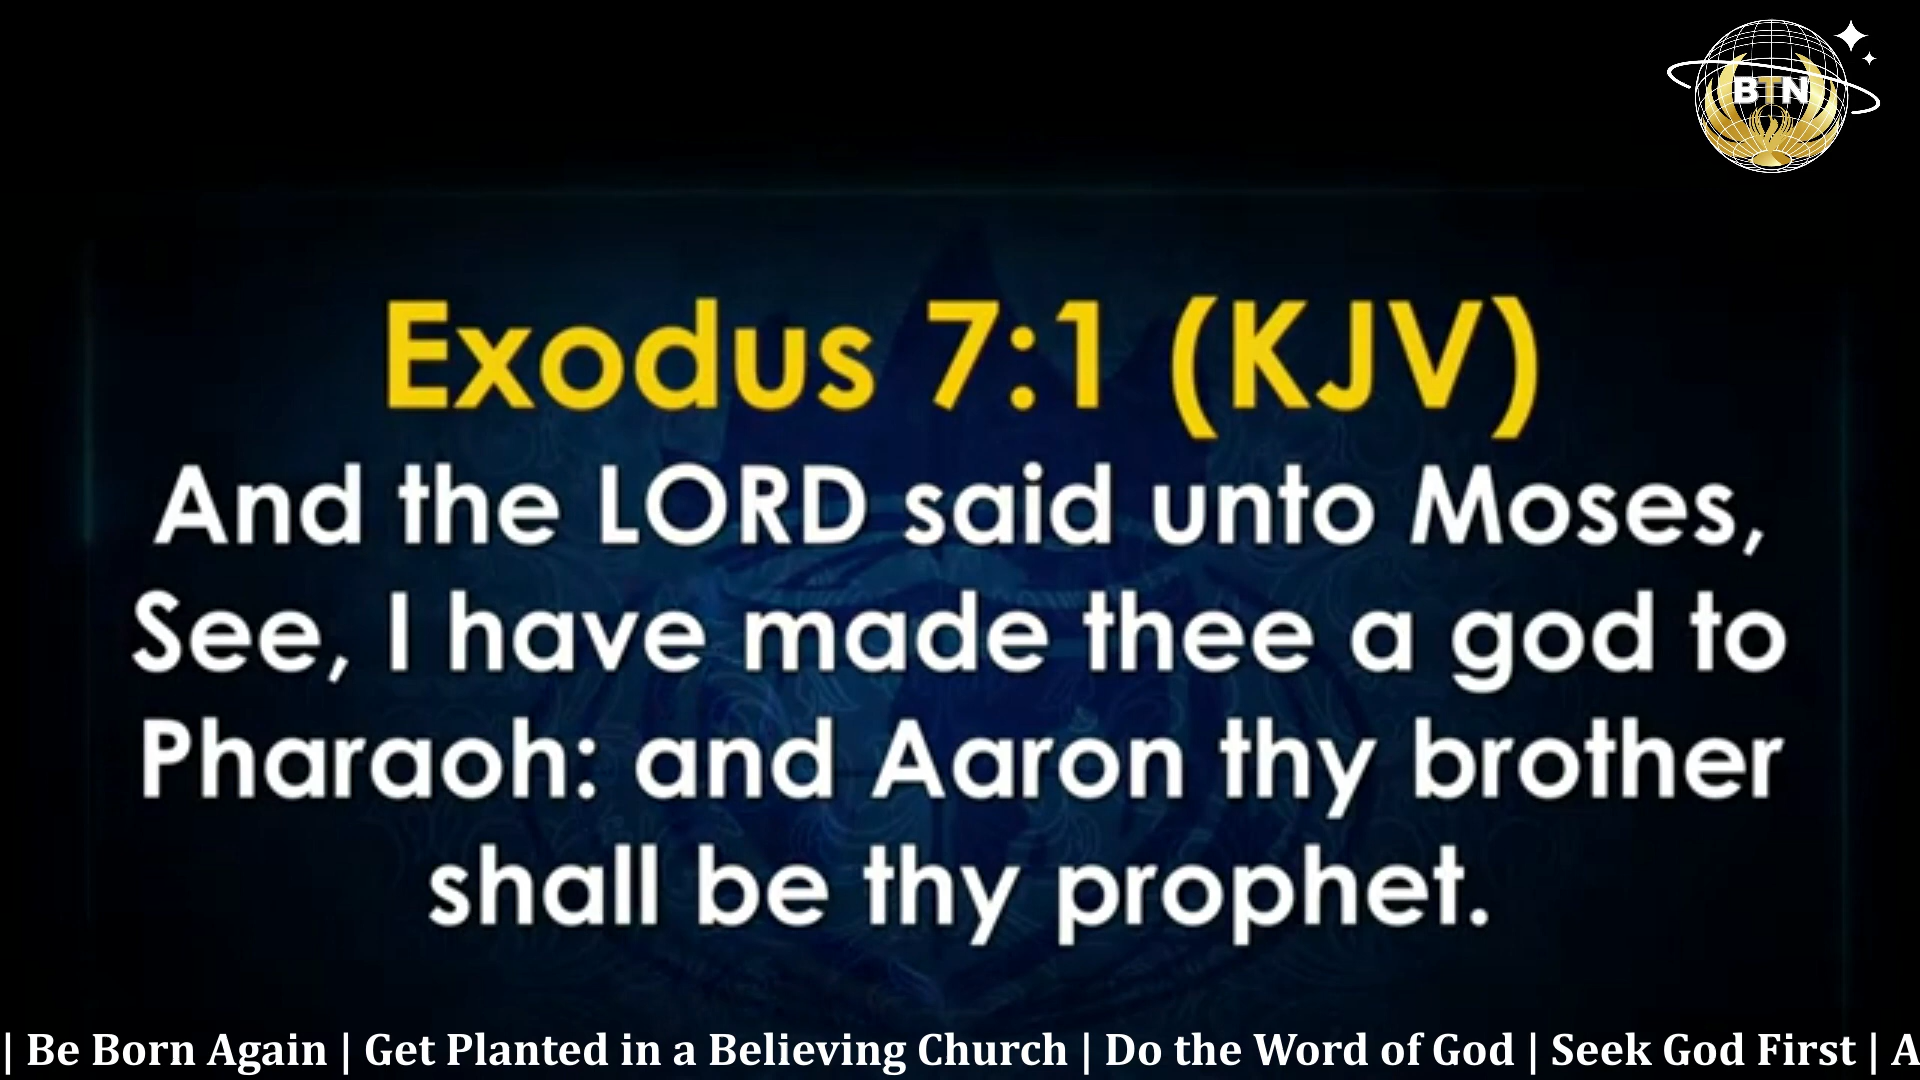 BTN
Exodus 7:1 (KJV)
And the LORD said unto Moses,
See, I have made thee a god to
Pharaoh: and Aaron thy brother
shall be thy prophet.
| Be Born Again | Get Planted in a Believing Church | Do the Word of God | Seek God First | A